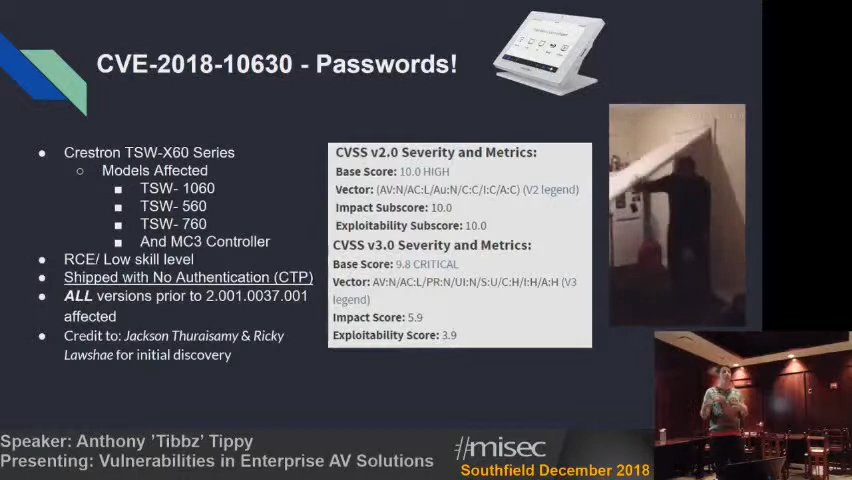 CVE-2018-10630 - Passwords!
● Crestron TSW-X60 Series
○ Models Affected
■ TSW- 1060
■ TSW- 560
■ TSW- 760
■ And MC3 Controller
● RCE/ Low skill level
● Shipped with No Authentication (CTP)
● ALL versions prior to 2.001.0037.001
affected
● Credit to: Jackson Thuraisamy & Ricky
Lawshae for initial discovery
CVSS v2.0 Severity and Metrics:
Base Score: 10.0 HIGH
Vector: (AV:N/AC:L/Au:N/C:C/I:C/A:C) (V2 legend)
Impact Subscore: 10.0
Exploitability Subscore: 10.0
CVSS v3.0 Severity and Metrics:
Base Score: 9.8 CRITICAL
Vector: AV:N/AC:L/PR:N/UI:N/S:U/C:H/I:H/A:H (V3
legend)
Impact Score: 5.9
Exploitability Score: 3.9
Speaker: Anthony 'Tibbz' Tippy
Presenting: Vulnerabilities in Enterprise AV Solutions
//misec
Southfield December 2018